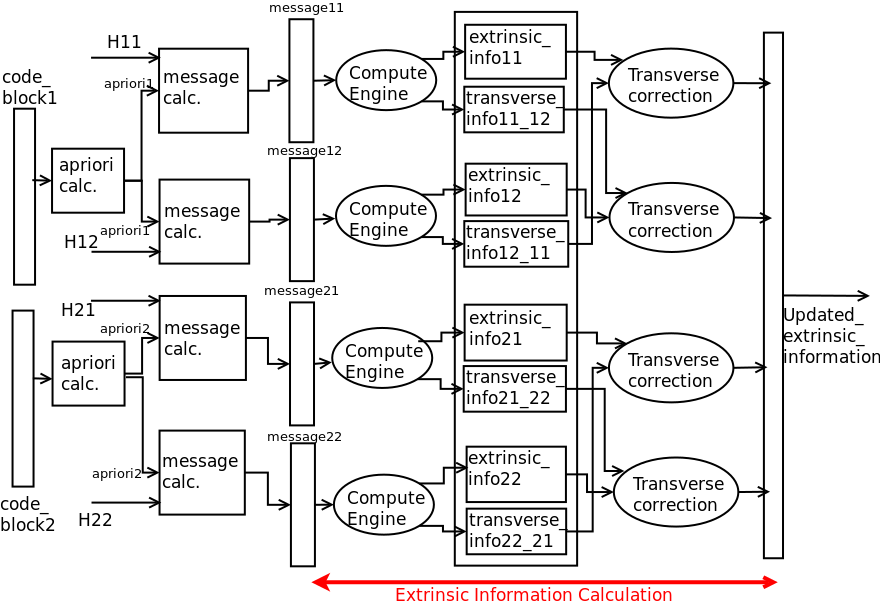 message11
H11
code_
block1
apriori1
message
calc.
Compute
Engine
extrinsic_
info11
transverse_
info11_12
Transverse
correction
apriori
calc.
message12
apriori1
H12
message
calc.
Compute
Engine
extrinsic_
info12
transverse_
info12_11
Transverse
correction
message21
H21
apriori2
message
calc.
Compute
Engine
extrinsic_
info21
transverse_
info21_22
Transverse
correction
Updated_
extrinsic_
information
apriori
calc.
message22
apriori2
message
calc.
H22
code_
block2
Compute
Engine
extrinsic_
info22
transverse_
info22_21
Transverse
correction
Extrinsic Information Calculation